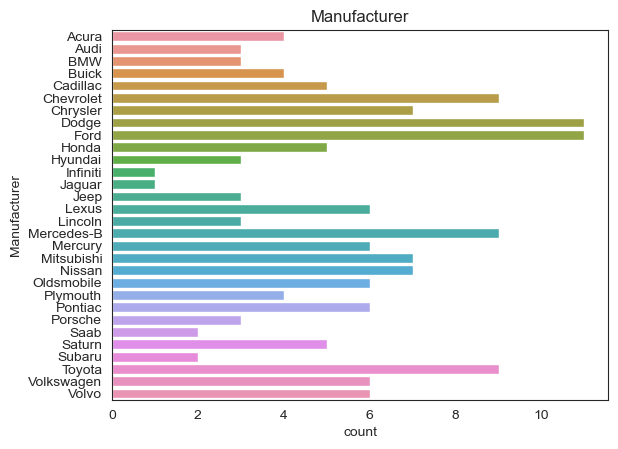 Manufacturer
Manufacturer
Acura
Audi
BMW
Buick
Cadillac
Chevrolet
Chrysler
Dodge
Ford
Honda
Hyundai
Infiniti
Jaguar
Jeep
Lexus
Lincoln
Mercedes-B
Mercury
Mitsubishi
Nissan
Oldsmobile
Plymouth
Pontiac
Porsche
Saab
Saturn
Subaru
Toyota
Volkswagen
Volvo
0 2 4 6 8 10
count